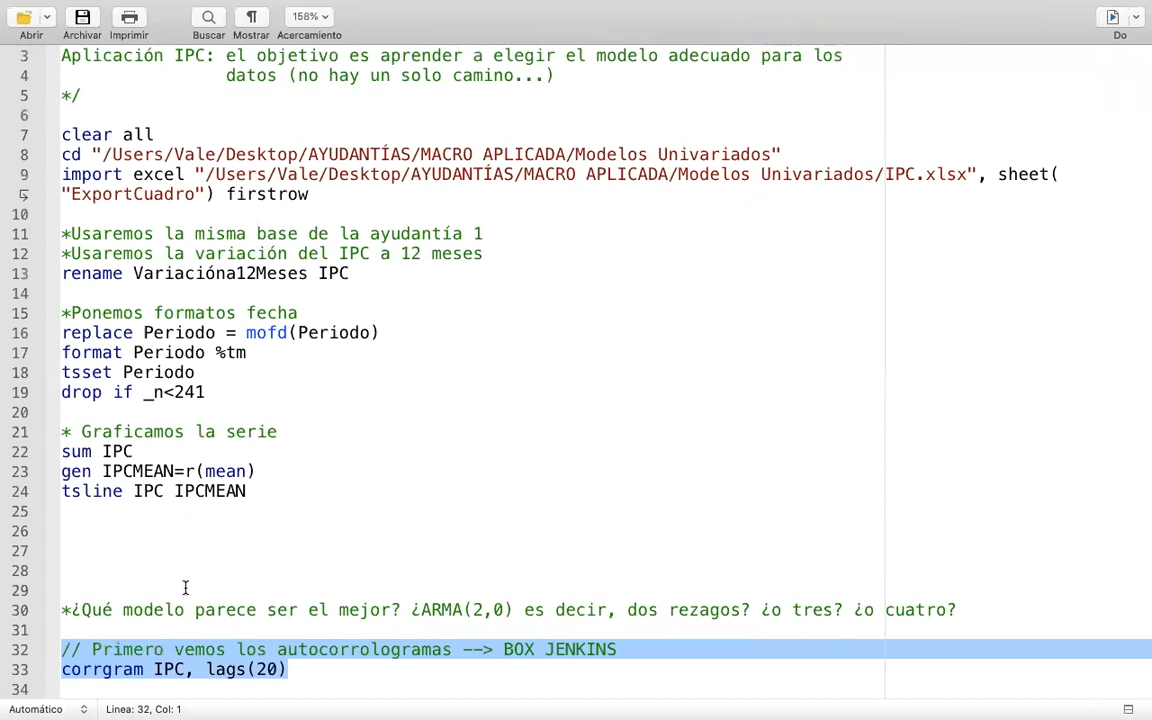 158%
Abrir
Archivar
Imprimir
Buscar
Mostrar
Acercamiento
Do
3 Aplicación IPC: el objetivo es aprender a elegir el modelo adecuado para los
4 datos (no hay un solo camino...)
5 */
6
7 clear all
8 cd "/Users/Vale/Desktop/AYUDANTÍAS/MACRO APLICADA/Modelos Univariados"
9 import excel "/Users/Vale/Desktop/AYUDANTÍAS/MACRO APLICADA/Modelos Univariados/IPC.xlsx", sheet(
"ExportCuadro") firstrow
10
11 *Usaremos la misma base de la ayudantía 1
12 *Usaremos la variación del IPC a 12 meses
13 rename Variacióna12Meses IPC
14
15 *Ponemos formatos fecha
16 replace Periodo = mofd(Periodo)
17 format Periodo %tm
18 tsset Periodo
19 drop if _n<241
20
21 * Graficamos la serie
22 sum IPC
23 gen IPCMEAN=r(mean)
24 tsline IPC IPCMEAN
25
26
27
28
29
30 *¿Qué modelo parece ser el mejor? ¿ARMA(2,0) es decir, dos rezagos? ¿o tres? ¿o cuatro?
31
32 // Primero vemos los autocorrologramas --> BOX JENKINS
33 corrgram IPC, lags(20)
34
Automático
Linea: 32, Col: 1